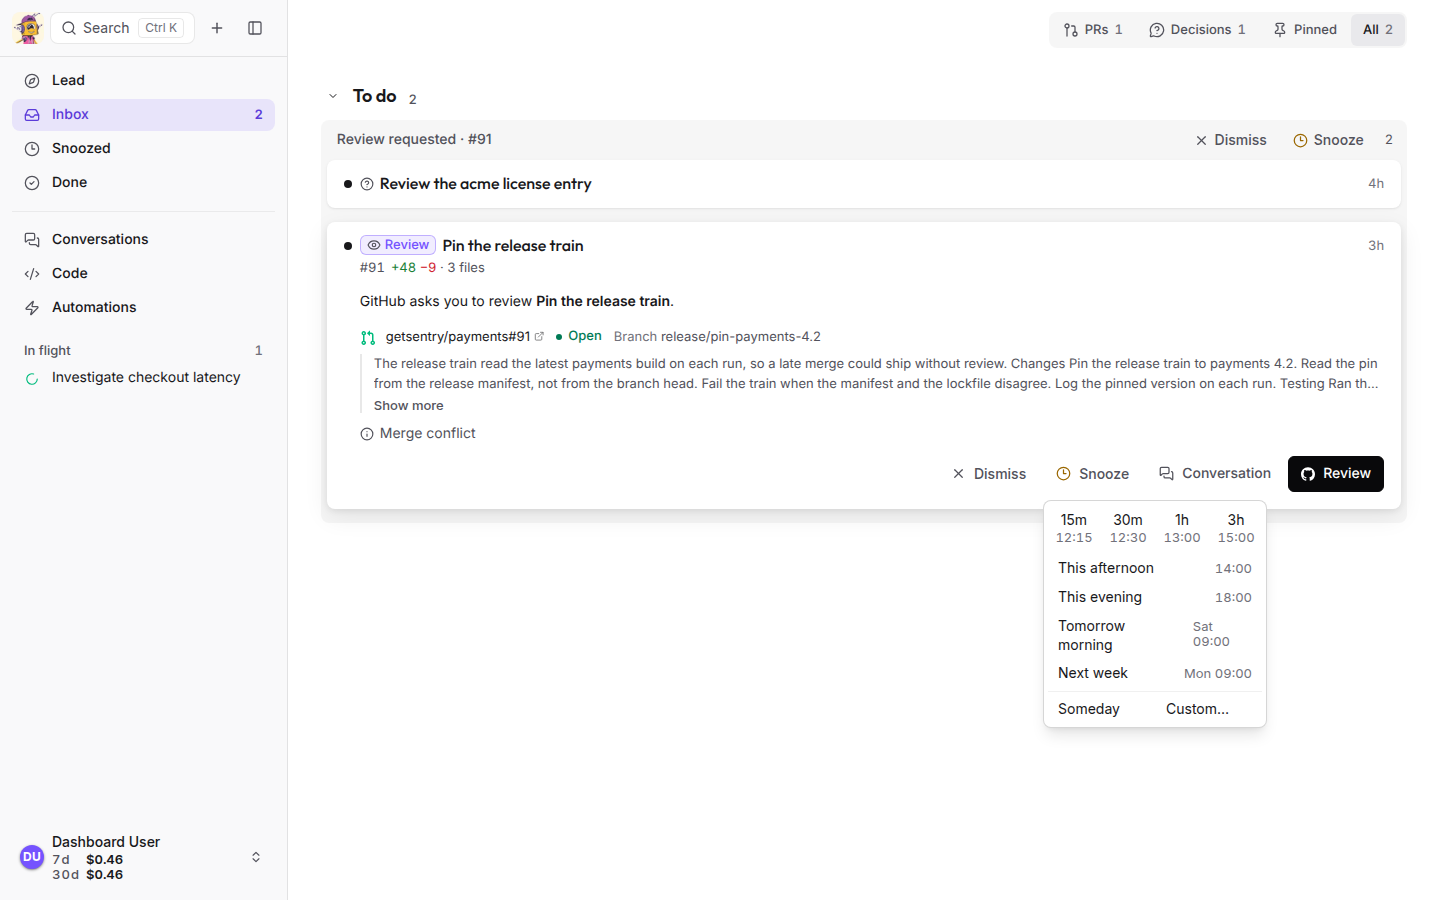 Search Ctrl K
PRs 1 Decisions 1 Pinned All 2
Lead
Inbox 2
Snoozed
Done
Conversations
Code
Automations
In flight 1
Investigate checkout latency
To do 2
Review requested · #91 Dismiss Snooze 2
Review the acme license entry 4h
Review Pin the release train 3h
#91 +48 −9 · 3 files
GitHub asks you to review Pin the release train.
getsentry/payments#91 Open Branch release/pin-payments-4.2
The release train read the latest payments build on each run, so a late merge could ship without review. Changes Pin the release train to payments 4.2. Read the pin
from the release manifest, not from the branch head. Fail the train when the manifest and the lockfile disagree. Log the pinned version on each run. Testing Ran th...
Show more
Merge conflict
Dismiss Snooze Conversation Review
15m 30m 1h 3h
12:15 12:30 13:00 15:00
This afternoon 14:00
This evening 18:00
Tomorrow morning Sat 09:00
Next week Mon 09:00
Someday Custom...
DU Dashboard User
7d $0.46
30d $0.46